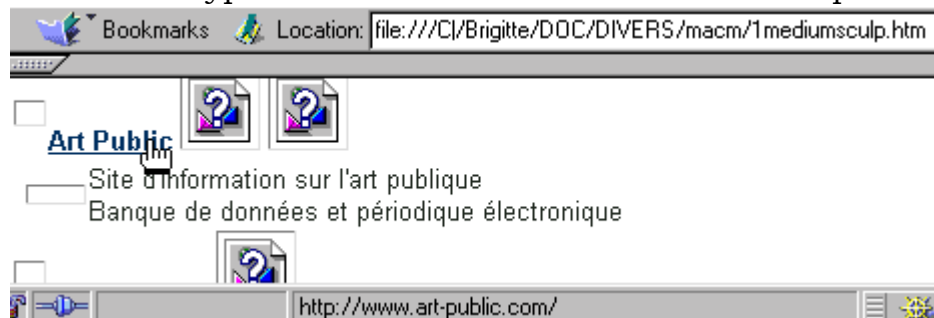 Bookmarks Location: file:///C|/Brigitte/DOC/DIVERS/macm/1mediumsculp.htm
Art Public
Site d'information sur l'art publique
Banque de données et périodique électronique
http://www.art-public.com/